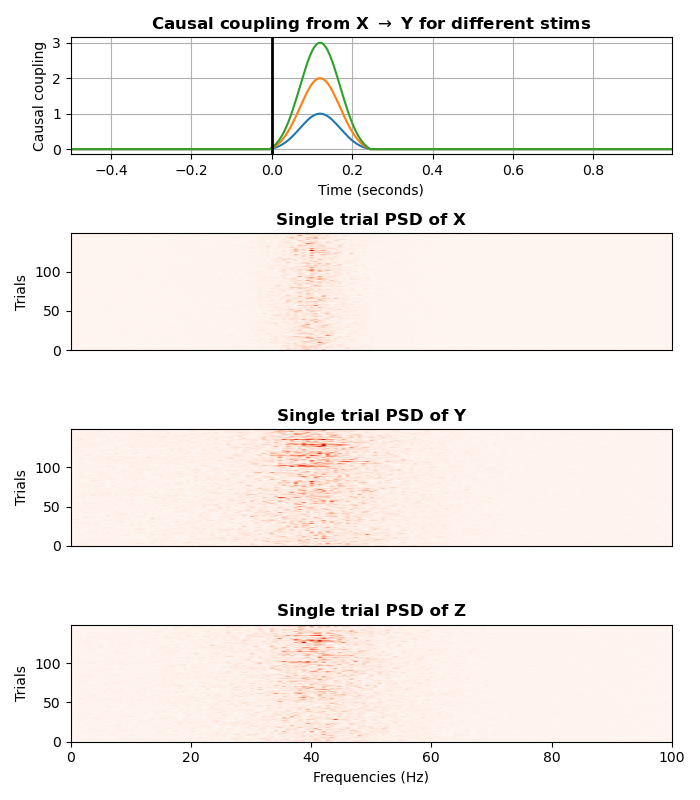 Causal coupling from X → Y for different stims
Causal coupling
3
2
1
0
−0.4 −0.2 0.0 0.2 0.4 0.6 0.8
Time (seconds)
Single trial PSD of X
Trials
100
50
0
Single trial PSD of Y
Trials
100
50
0
Single trial PSD of Z
Trials
100
50
0
0 20 40 60 80 100
Frequencies (Hz)